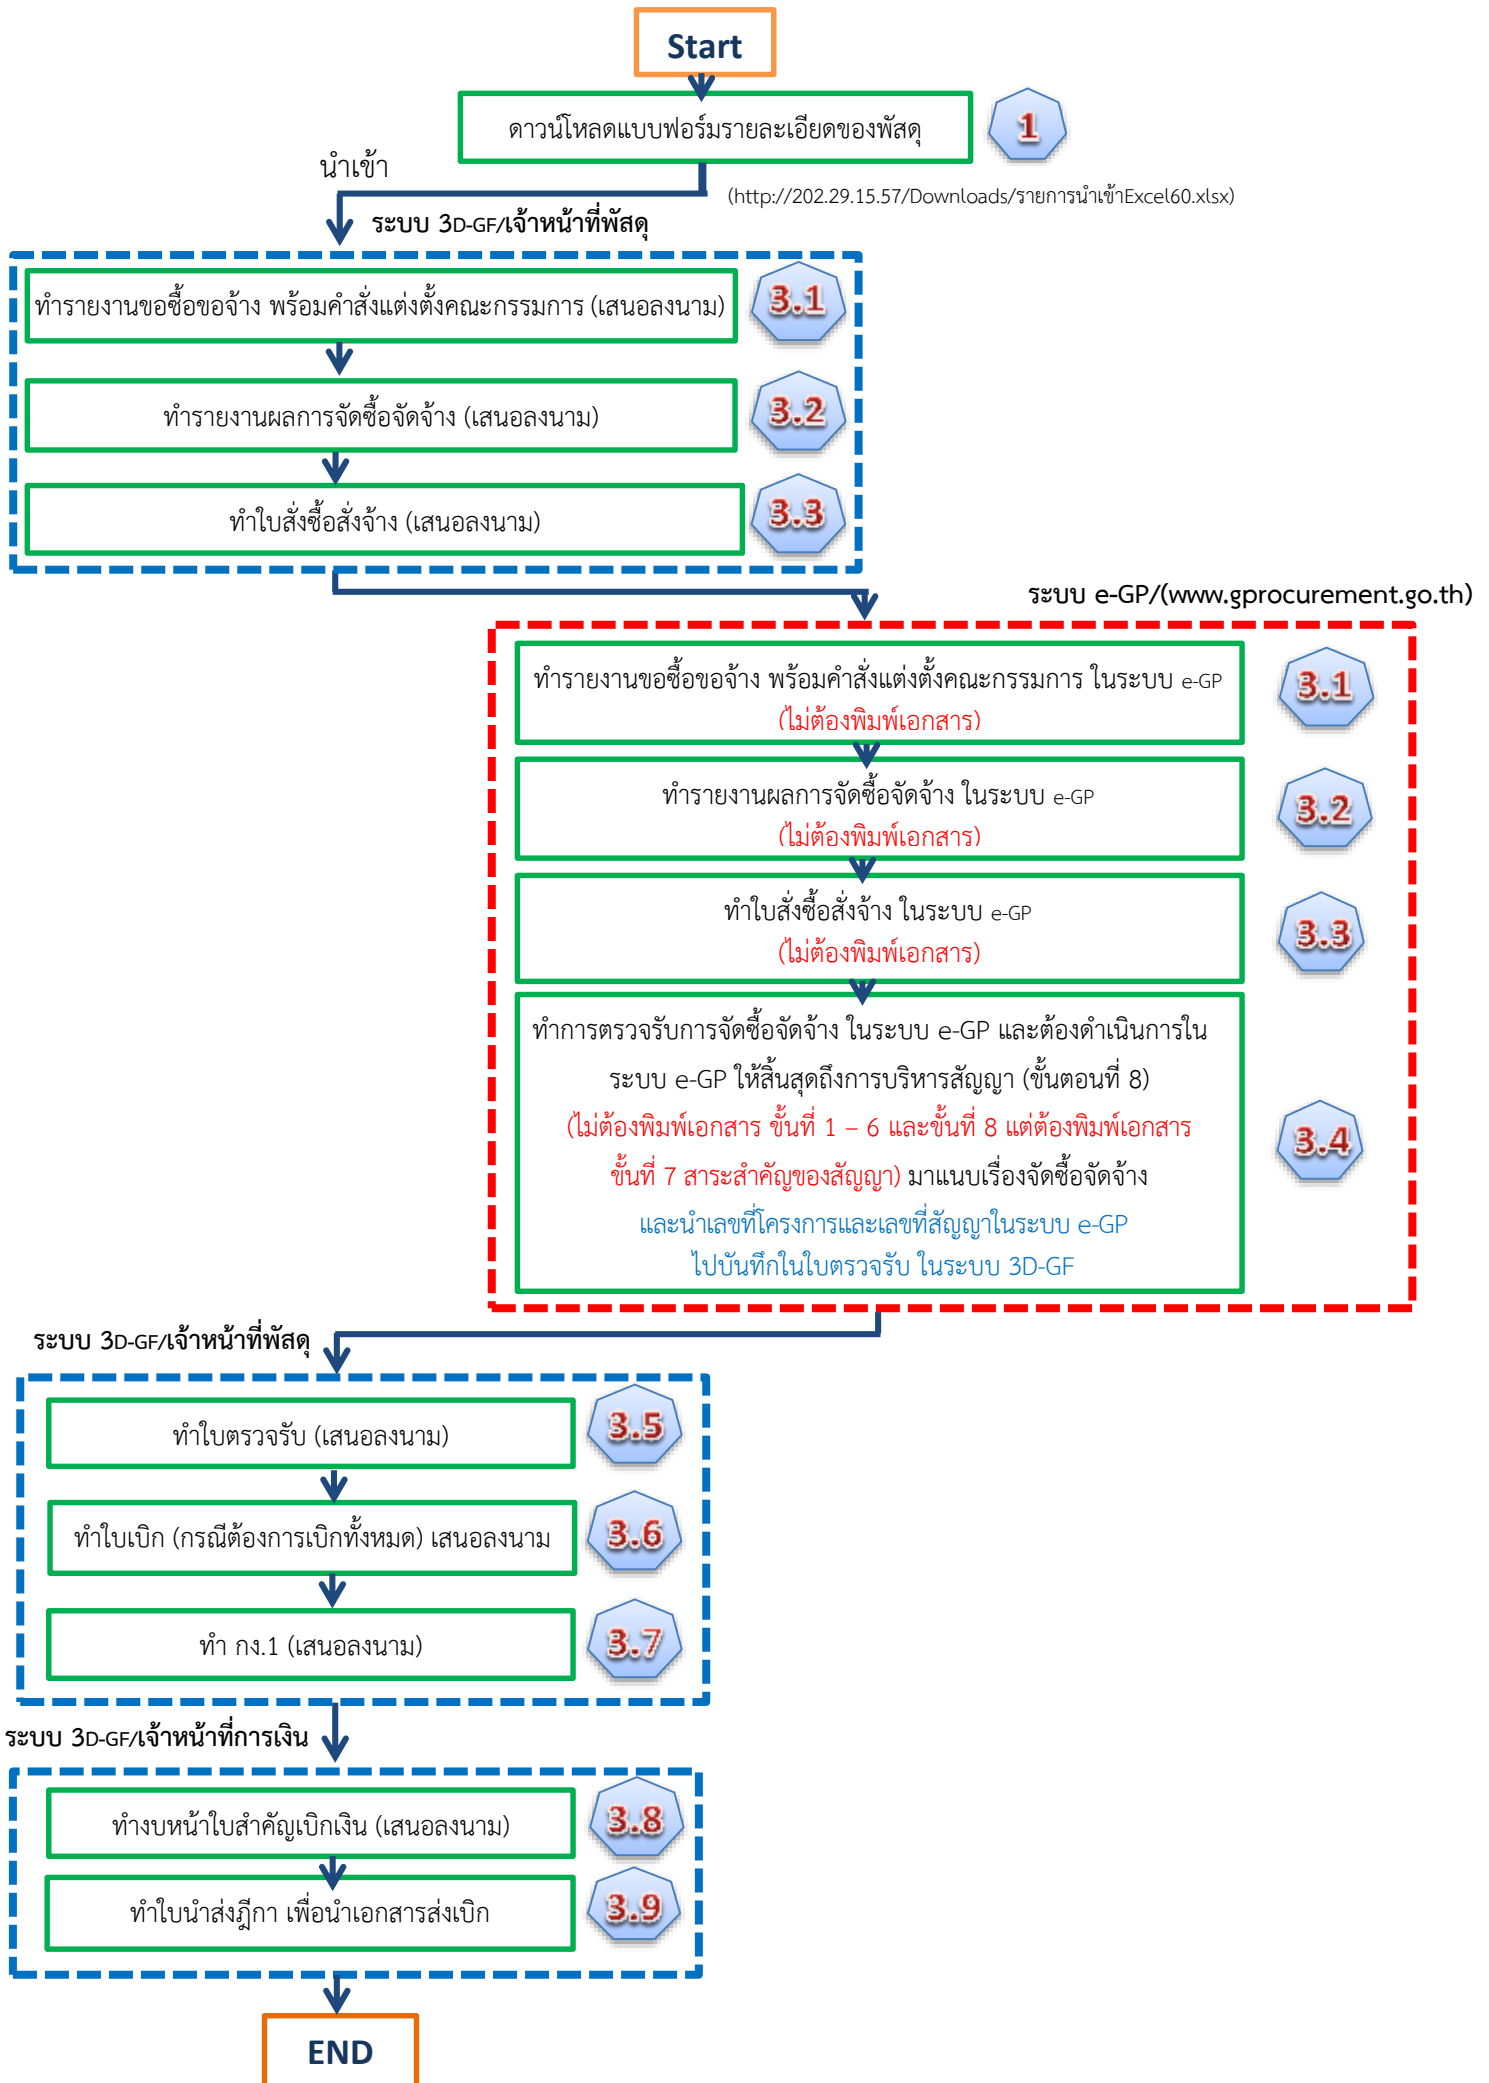 Start
ดาวน์โหลดแบบฟอร์มรายละเอียดของพัสดุ
1
นำเข้า
(http://202.29.15.57/Downloads/รายการนำเข้าExcel60.xlsx)
ระบบ 3D-GF/เจ้าหน้าที่พัสดุ
ทำรายงานขอซื้อขอจ้าง พร้อมคำสั่งแต่งตั้งคณะกรรมการ (เสนอลงนาม)
3.1
ทำรายงานผลการจัดซื้อจัดจ้าง (เสนอลงนาม)
3.2
ทำใบสั่งซื้อสั่งจ้าง (เสนอลงนาม)
3.3
ระบบ e-GP/(www.gprocurement.go.th)
ทำรายงานขอซื้อขอจ้าง พร้อมคำสั่งแต่งตั้งคณะกรรมการ ในระบบ e-GP
(ไม่ต้องพิมพ์เอกสาร)
3.1
ทำรายงานผลการจัดซื้อจัดจ้าง ในระบบ e-GP
(ไม่ต้องพิมพ์เอกสาร)
3.2
ทำใบสั่งซื้อสั่งจ้าง ในระบบ e-GP
(ไม่ต้องพิมพ์เอกสาร)
3.3
ทำการตรวจรับการจัดซื้อจัดจ้าง ในระบบ e-GP และต้องดำเนินการใน
ระบบ e-GP ให้สิ้นสุดถึงการบริหารสัญญา (ขั้นตอนที่ 8)
(ไม่ต้องพิมพ์เอกสาร ขั้นที่ 1 – 6 และขั้นที่ 8 แต่ต้องพิมพ์เอกสาร
ขั้นที่ 7 สาระสำคัญของสัญญา) มาแนบเรื่องจัดซื้อจัดจ้าง
และนำเลขที่โครงการและเลขที่สัญญาในระบบ e-GP
ไปบันทึกในใบตรวจรับ ในระบบ 3D-GF
3.4
ระบบ 3D-GF/เจ้าหน้าที่พัสดุ
ทำใบตรวจรับ (เสนอลงนาม)
3.5
ทำใบเบิก (กรณีต้องการเบิกทั้งหมด) เสนอลงนาม
3.6
ทำ กง.1 (เสนอลงนาม)
3.7
ระบบ 3D-GF/เจ้าหน้าที่การเงิน
ทำงบหน้าใบสำคัญเบิกเงิน (เสนอลงนาม)
3.8
ทำใบนำส่งฎีกา เพื่อนำเอกสารส่งเบิก
3.9
END